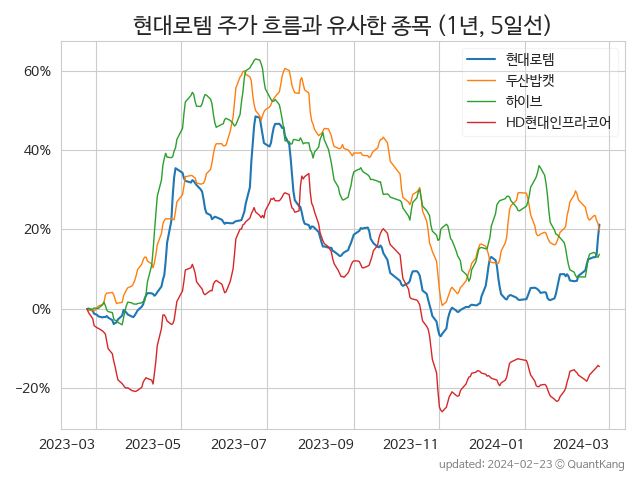 현대로템 주가 흐름과 유사한 종목 (1년, 5일선)
현대로템
두산밥캣
하이브
HD현대인프라코어
60%
40%
20%
0%
−20%
2023-03 2023-05 2023-07 2023-09 2023-11 2024-01 2024-03
updated: 2024-02-23 ⓒ QuantKang